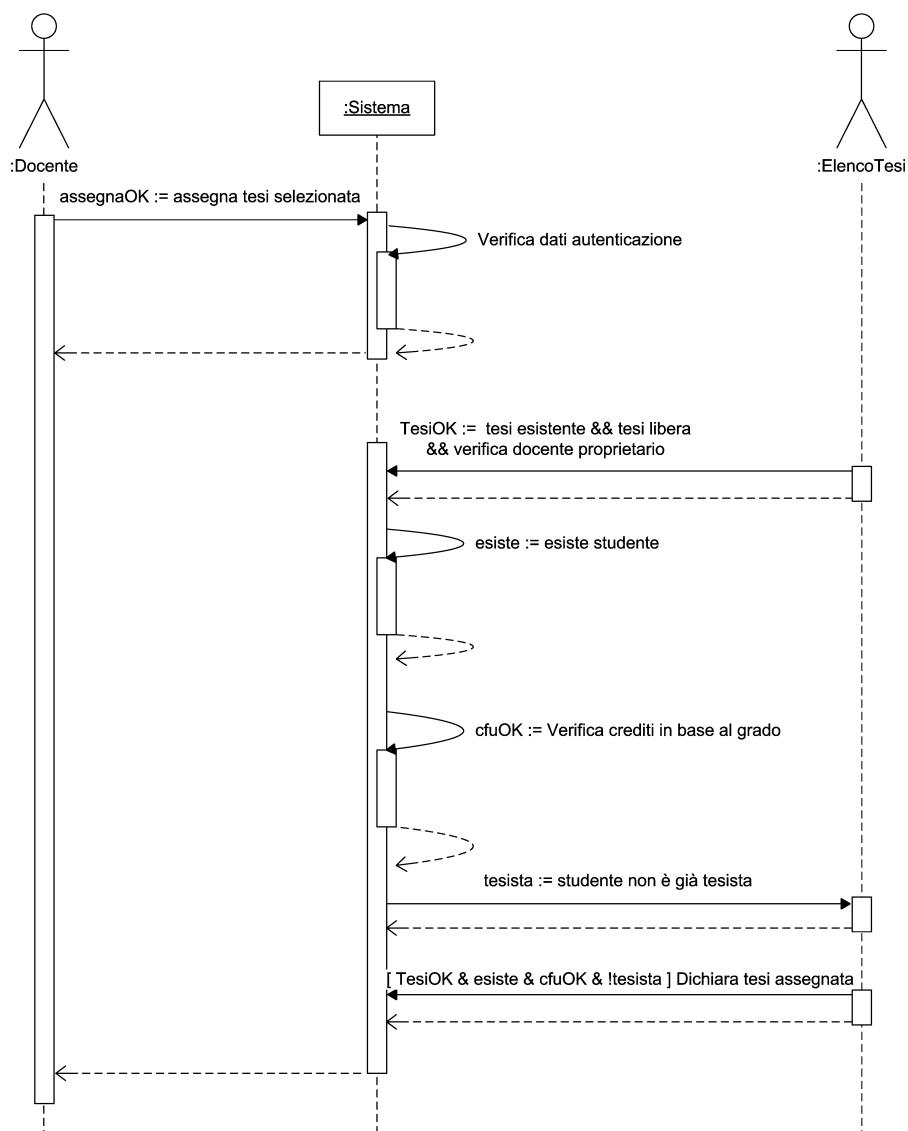 :Sistema
:Docente
:ElencoTesi
assegnaOK := assegna tesi selezionata
Verifica dati autenticazione
TesiOK := tesi esistente && tesi libera
&& verifica docente proprietario
esiste := esiste studente
cfuOK := Verifica crediti in base al grado
tesista := studente non è già tesista
[ TesiOK & esiste & cfuOK & !tesista ] Dichiara tesi assegnata